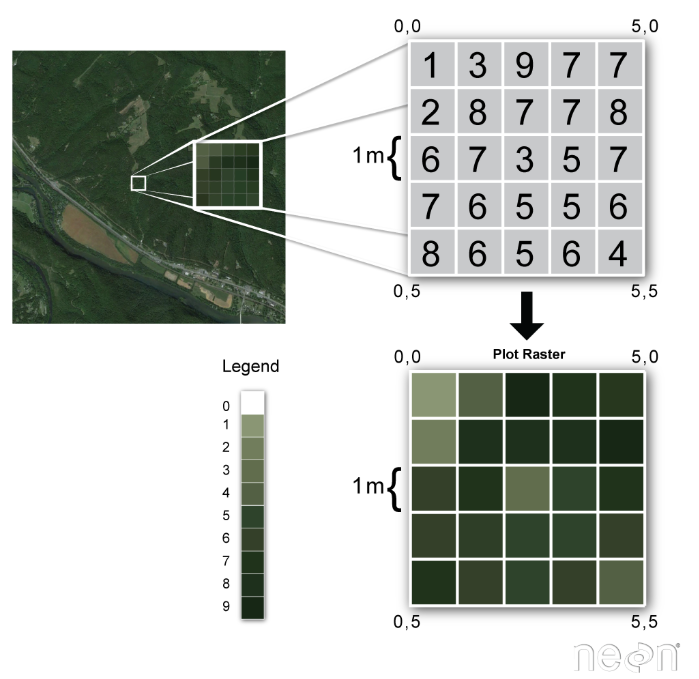 0,0 5,0
1 3 9 7 7
2 8 7 7 8
1m{ 6 7 3 5 7
7 6 5 5 6
8 6 5 6 4
0,5 5,5
Plot Raster
0,0 5,0
1m{
0,5 5,5
Legend
0
1
2
3
4
5
6
7
8
9
neon